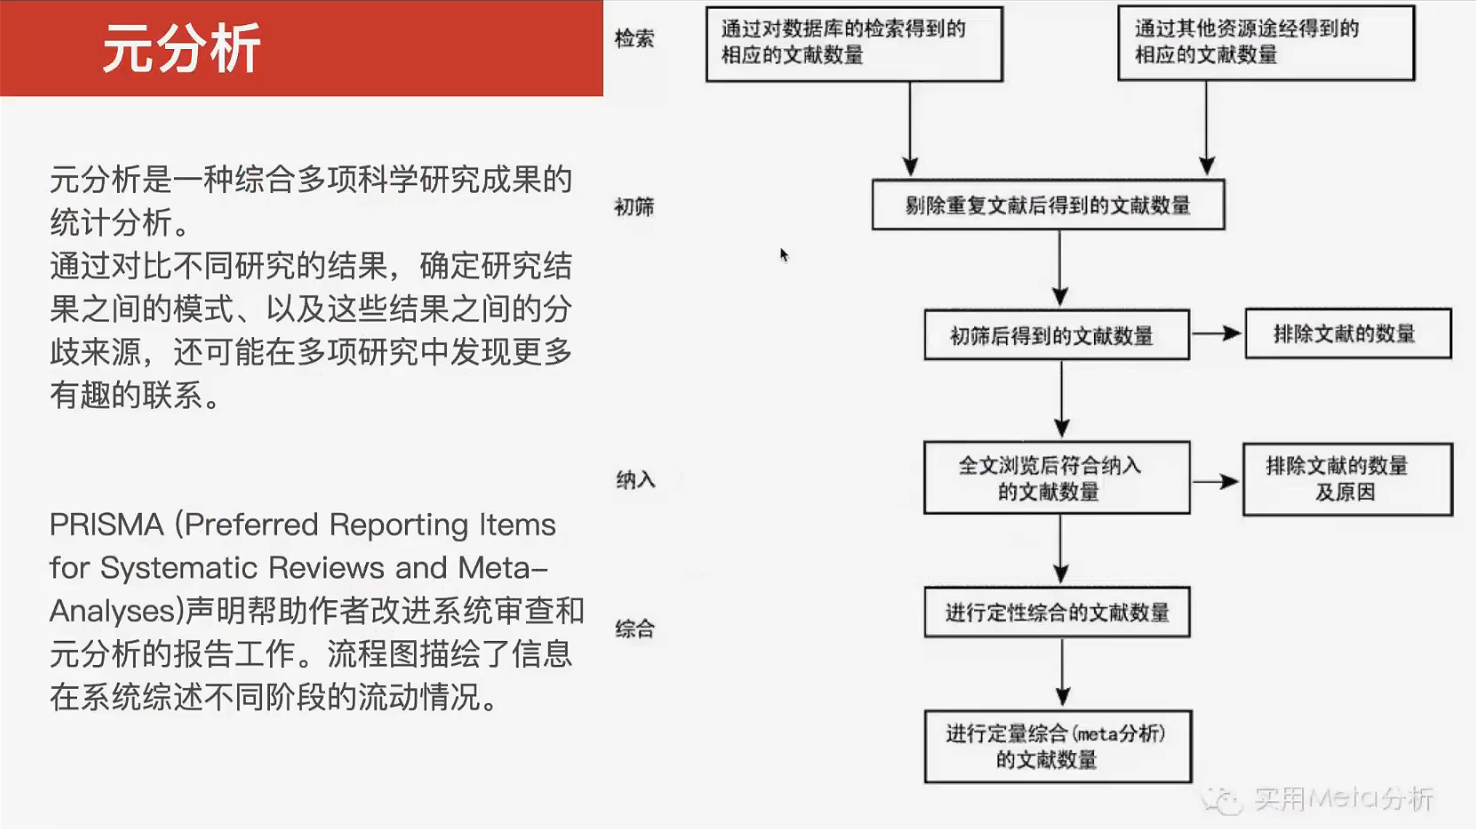 元分析
元分析是一种综合多项科学研究成果的
统计分析。
通过对比不同研究的结果，确定研究结
果之间的模式、以及这些结果之间的分
歧来源，还可能在多项研究中发现更多
有趣的联系。
PRISMA (Preferred Reporting Items
for Systematic Reviews and Meta-
Analyses)声明帮助作者改进系统审查和
元分析的报告工作。流程图描绘了信息
在系统综述不同阶段的流动情况。
检索
通过对数据库的检索得到的
相应的文献数量
通过其他资源途经得到的
相应的文献数量
初筛
剔除重复文献后得到的文献数量
初筛后得到的文献数量
排除文献的数量
纳入
全文浏览后符合纳入
的文献数量
排除文献的数量
及原因
综合
进行定性综合的文献数量
进行定量综合(meta分析)
的文献数量
实用Meta分析